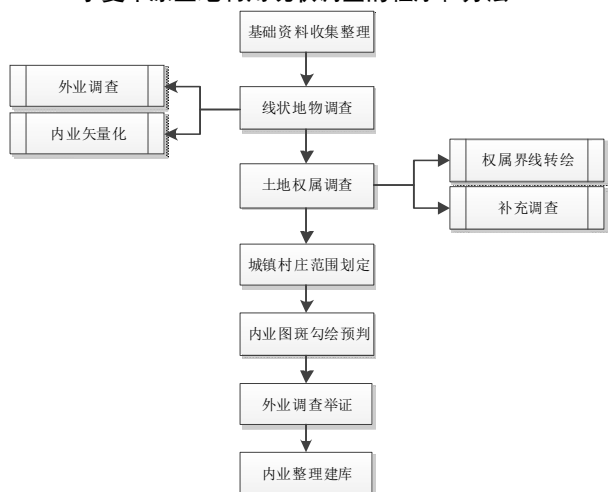 基础资料收集整理
外业调查
线状地物调查
内业矢量化
权属界线转绘
土地权属调查
补充调查
城镇村庄范围划定
内业图斑勾绘预判
外业调查举证
内业整理建库